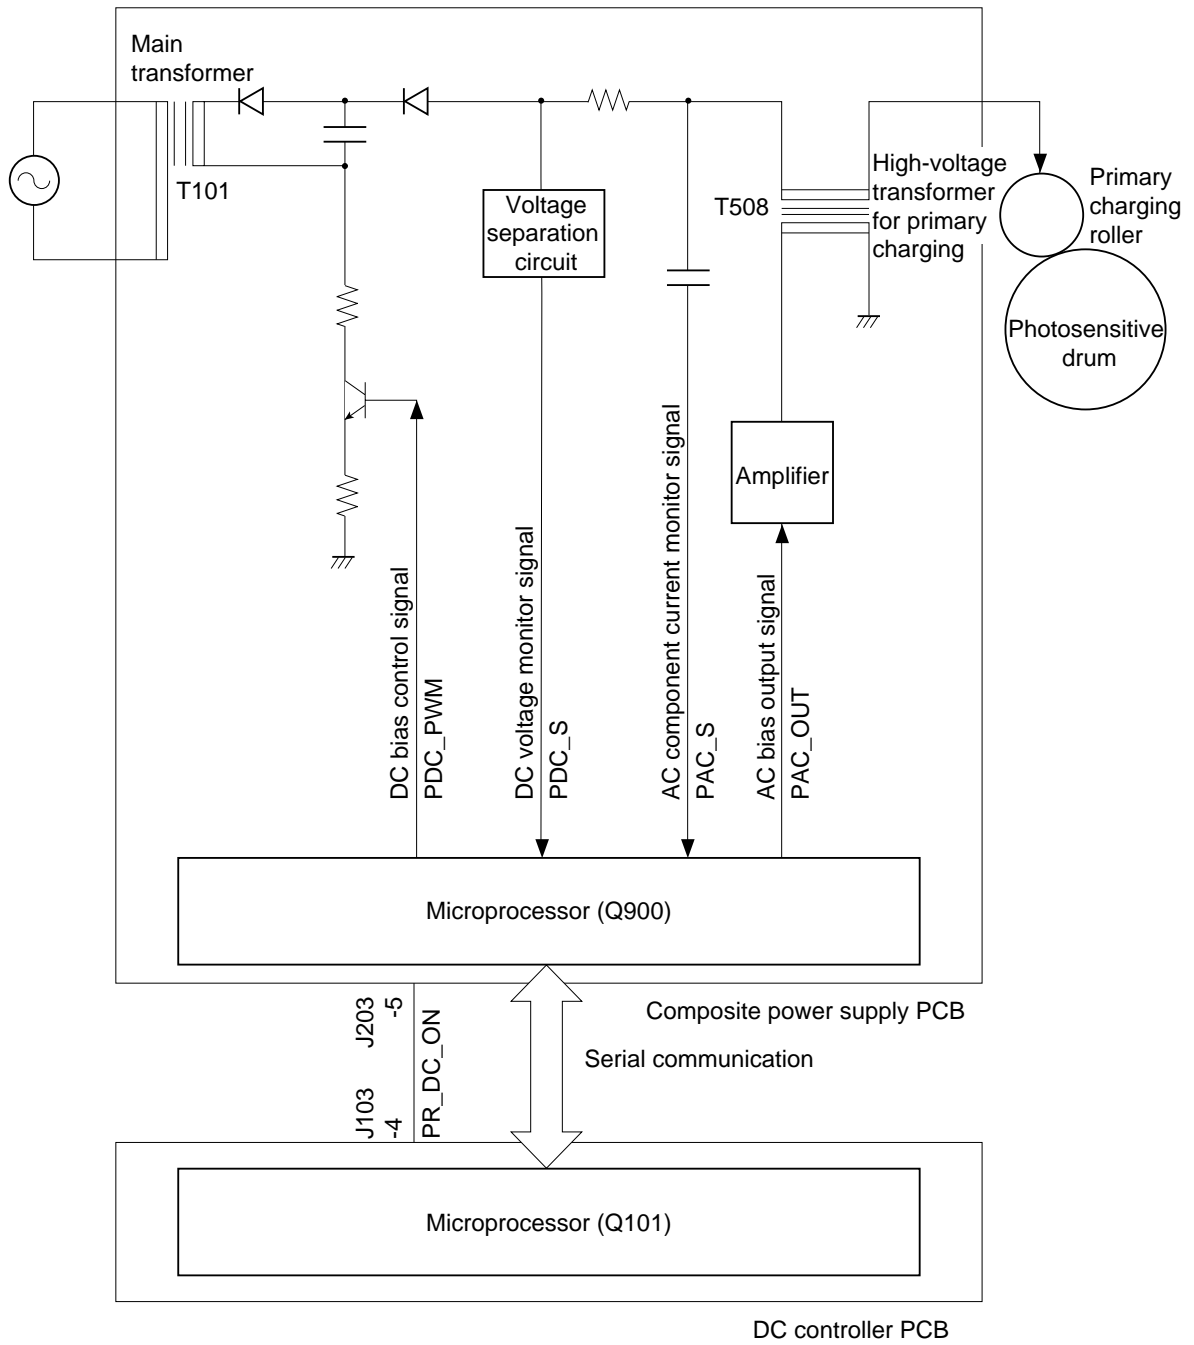 Main
transformer
T101
Voltage
separation
circuit
T508
High-voltage
transformer
for primary
charging
Primary
charging
roller
Photosensitive
drum
Amplifier
DC bias control signal
PDC_PWM
DC voltage monitor signal
PDC_S
AC component current monitor signal
PAC_S
AC bias output signal
PAC_OUT
Microprocessor (Q900)
J203
-5
J103
-4
PR_DC_ON
Composite power supply PCB
Serial communication
Microprocessor (Q101)
DC controller PCB